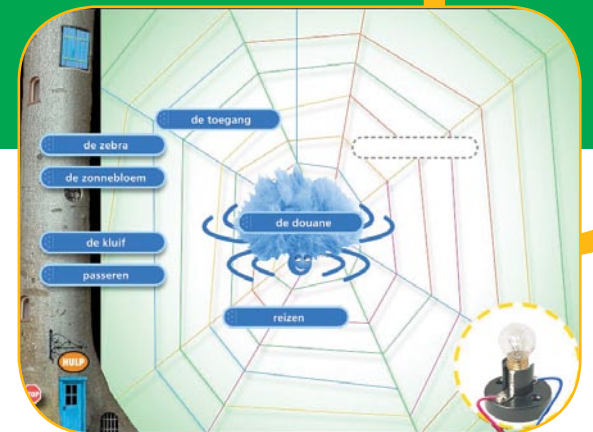 de toegang
de zebra
de zonnebloem
de douane
de kluif
passeren
reizen
HULP